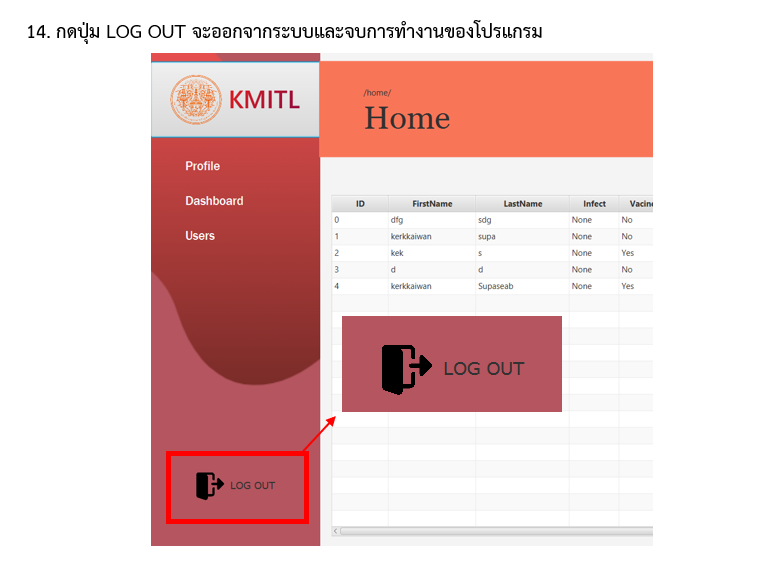 14. กดปุ่ม LOG OUT จะออกจากระบบและจบการทำงานของโปรแกรม
KMITL
/home/
Home
Profile
Dashboard
Users
ID FirstName LastName Infect Vacine
0 dfg sdg None No
1 kerkkaiwan supa None No
2 kek s None Yes
3 d d None No
4 kerkkaiwan Supaseab None Yes
LOG OUT
LOG OUT